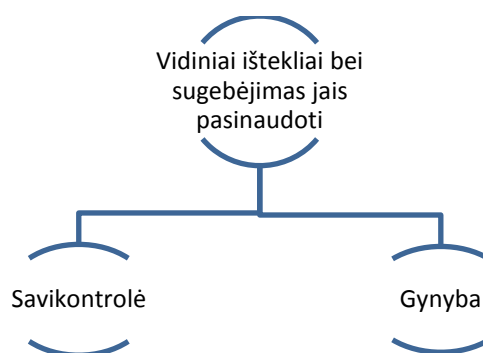 Vidiniai ištekliai bei
sugebėjimas jais
pasinaudoti
Savikontrolė
Gynyba